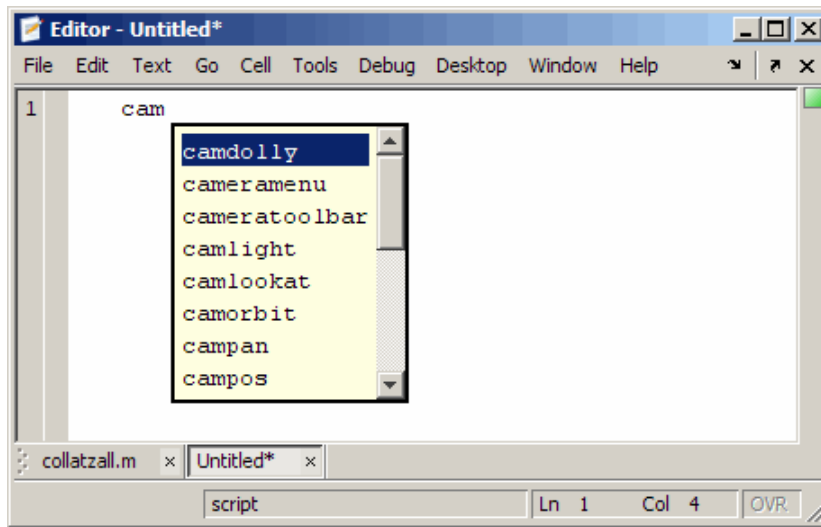 Editor - Untitled*
File Edit Text Go Cell Tools Debug Desktop Window Help
1 cam
camdolly
cameramenu
cameratoolbar
camlight
camlookat
camorbit
campan
campos
collatzall.m Untitled*
script Ln 1 Col 4 OVR